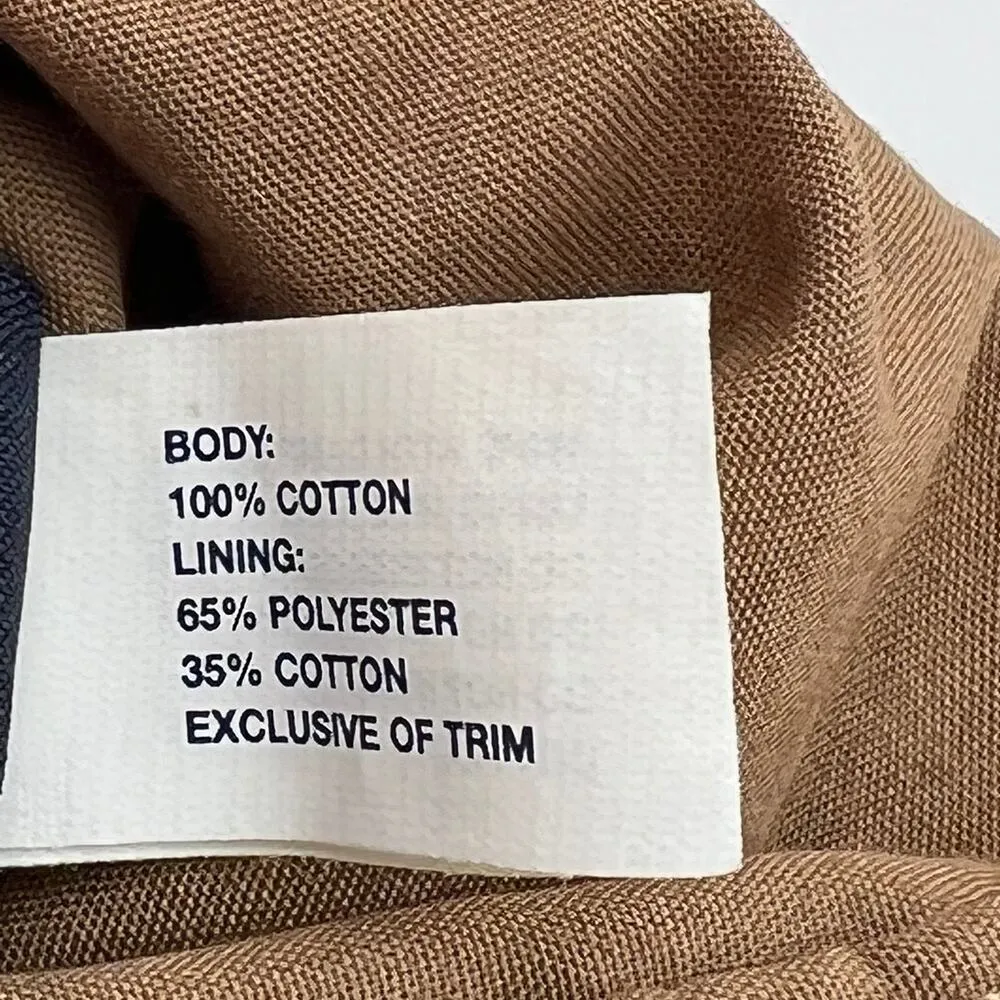 BODY:
100% COTTON
LINING:
65% POLYESTER
35% COTTON
EXCLUSIVE OF TRIM